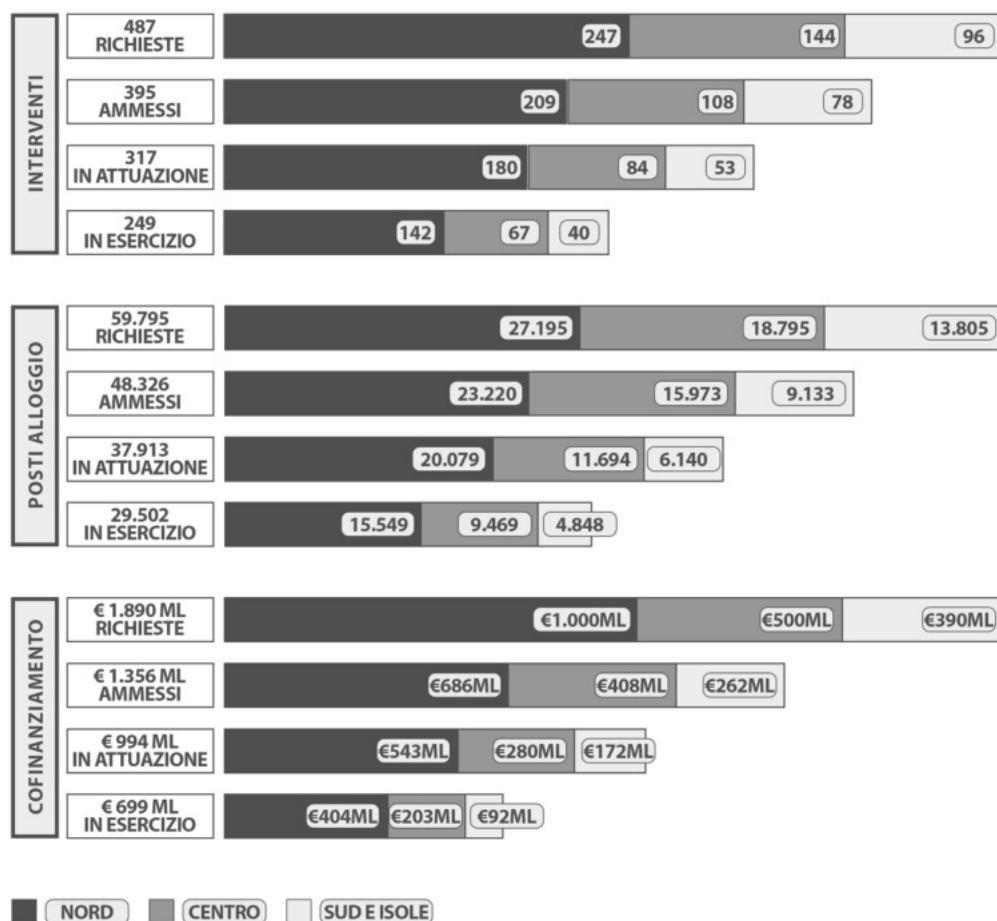 INTERVENTI
487
RICHIESTE
247
144
96
395
AMMESSI
209
108
78
317
IN ATTUAZIONE
180
84
53
249
IN ESERCIZIO
142
67
40
POSTI ALLOGGIO
59.795
RICHIESTE
27.195
18.795
13.805
48.326
AMMESSI
23.220
15.973
9.133
37.913
IN ATTUAZIONE
20.079
11.694
6.140
29.502
IN ESERCIZIO
15.549
9.469
4.848
COFINANZIAMENTO
€ 1.890 ML
RICHIESTE
€1.000ML
€500ML
€390ML
€ 1.356 ML
AMMESSI
€686ML
€408ML
€262ML
€ 994 ML
IN ATTUAZIONE
€543ML
€280ML
€172ML
€ 699 ML
IN ESERCIZIO
€404ML
€203ML
€92ML
NORD
CENTRO
SUD E ISOLE